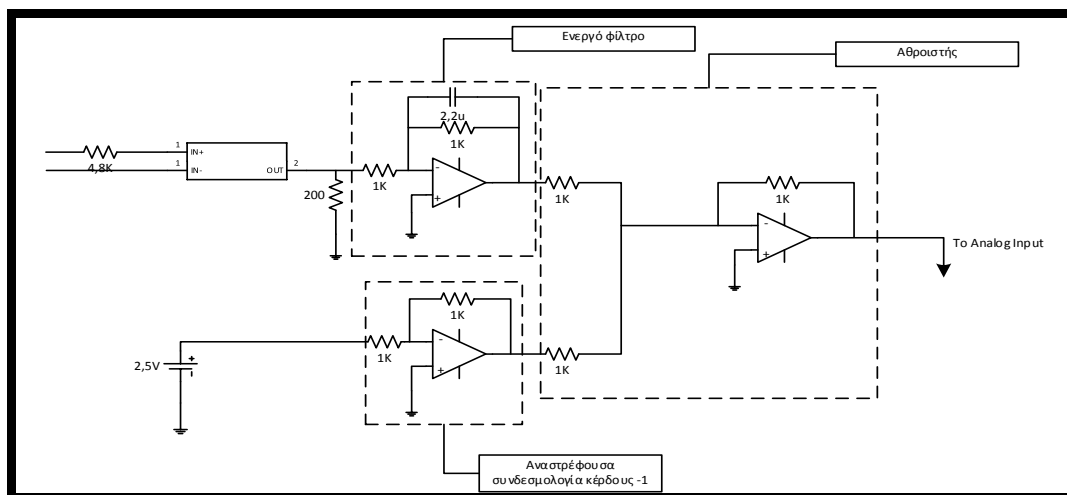 Ενεργό φίλτρο
Αθροιστής
2,2u
1K
1
IN+
4,8K
1
IN-
OUT
2
1K
200
1K
1K
To Analog Input
1K
1K
1K
2,5V
1K
Αναστρέφουσα
συνδεσμολογία κέρδους -1